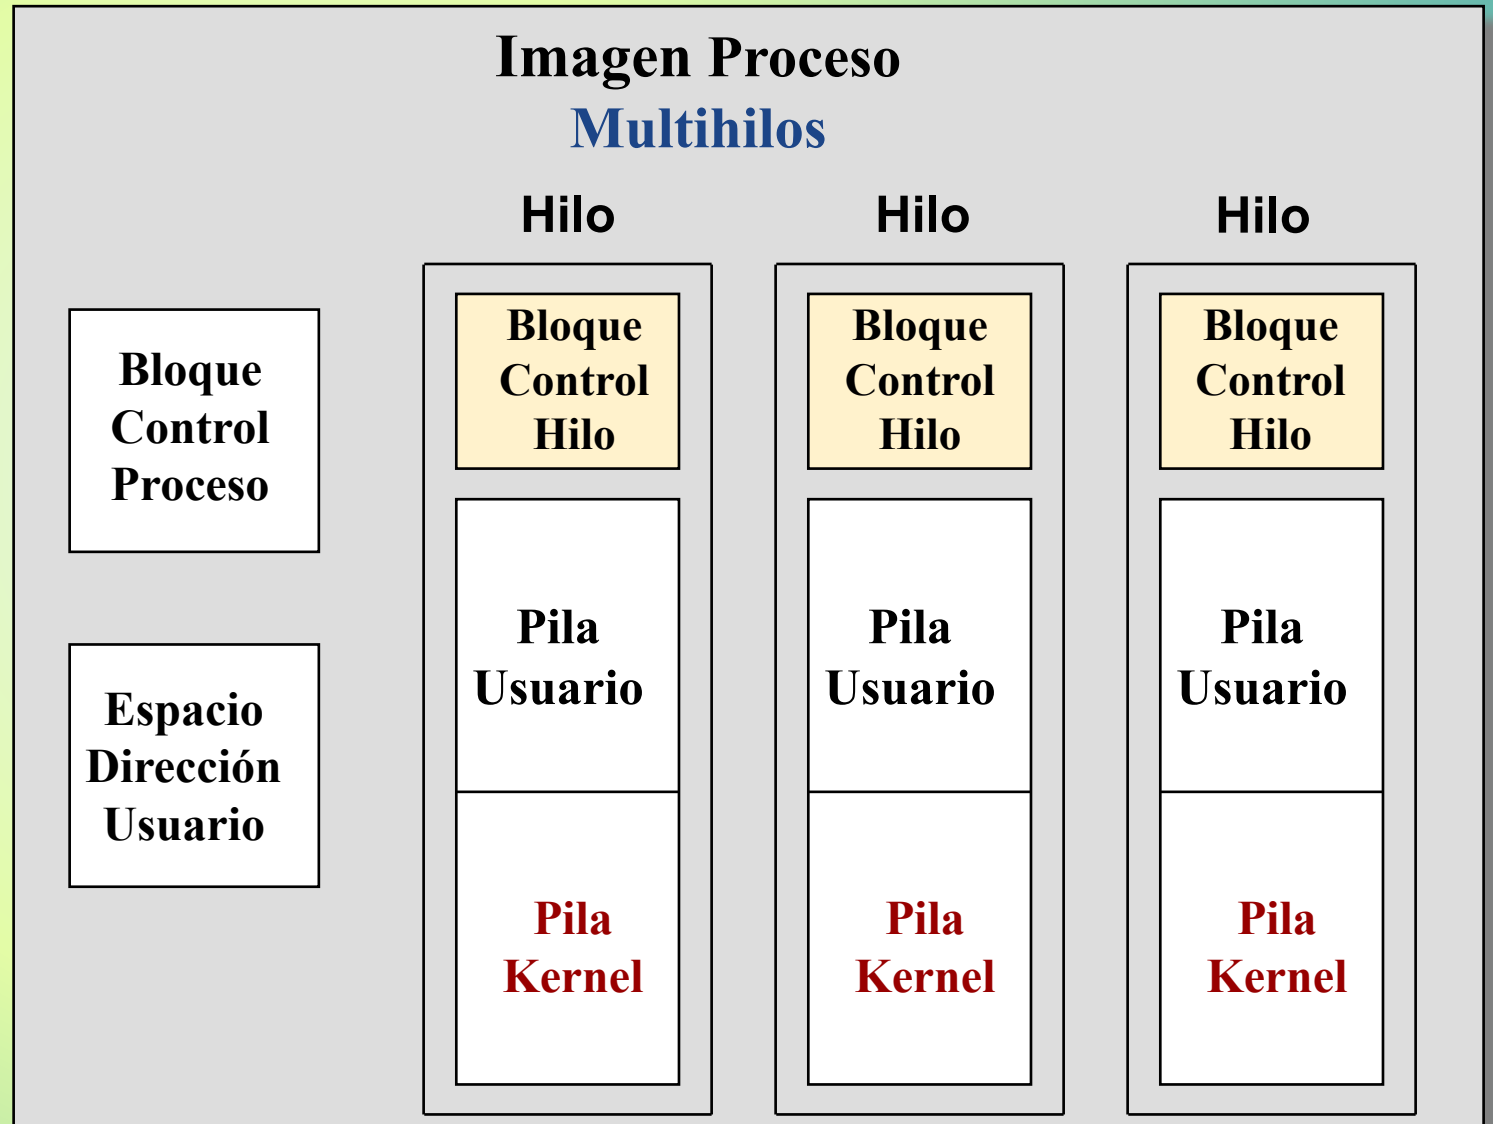 Imagen Proceso
Multihilos
Hilo
Hilo
Hilo
Bloque
Control
Proceso
Espacio
Dirección
Usuario
Bloque
Control
Hilo
Pila
Usuario
Pila
Kernel
Bloque
Control
Hilo
Pila
Usuario
Pila
Kernel
Bloque
Control
Hilo
Pila
Usuario
Pila
Kernel